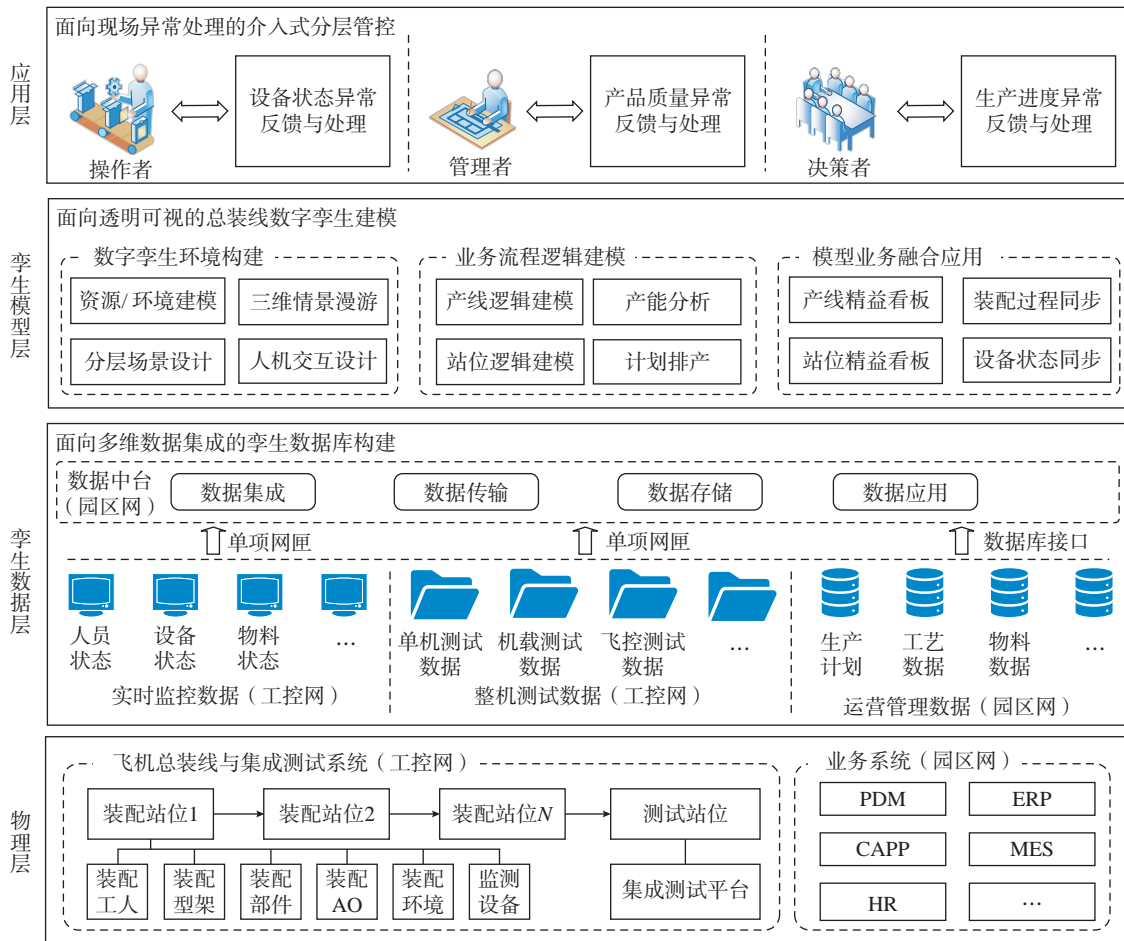 应用层
面向现场异常处理的介入式分层管控
操作者
设备状态异常
反馈与处理
管理者
产品质量异常
反馈与处理
决策者
生产进度异常
反馈与处理
孪生模型层
面向透明可视的总装线数字孪生建模
数字孪生环境构建
资源/环境建模
三维情景漫游
分层场景设计
人机交互设计
业务流程逻辑建模
产线逻辑建模
产能分析
站位逻辑建模
计划排产
模型业务融合应用
产线精益看板
装配过程同步
站位精益看板
设备状态同步
孪生数据层
面向多维数据集成的孪生数据库构建
数据中台
（园区网）
数据集成
数据传输
数据存储
数据应用
单项网匣
单项网匣
数据库接口
人员
状态
设备
状态
物料
状态
…
实时监控数据（工控网）
单机测试
数据
机载测试
数据
飞控测试
数据
…
整机测试数据（工控网）
生产
计划
工艺
数据
物料
数据
…
运营管理数据（园区网）
物理层
飞机总装线与集成测试系统（工控网）
装配站位1
装配站位2
装配站位N
测试站位
装配
工人
装配
型架
装配
部件
装配
AO
装配
环境
监测
设备
集成测试平台
业务系统（园区网）
PDM
ERP
CAPP
MES
HR
…